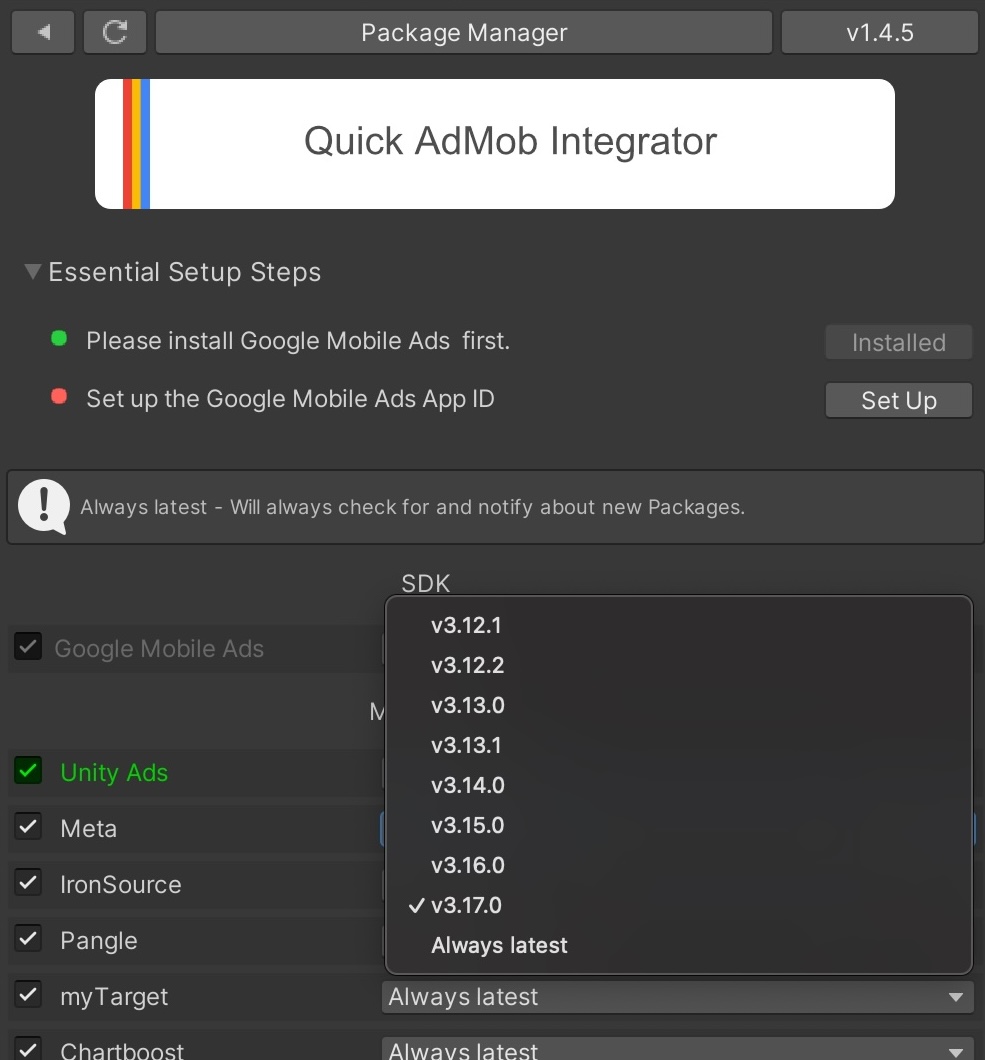 Package Manager
v1.4.5
Quick AdMob Integrator
Essential Setup Steps
Please install Google Mobile Ads  first.
Installed
Set up the Google Mobile Ads App ID
Set Up
Always latest - Will always check for and notify about new Packages.
SDK
Google Mobile Ads
M
Unity Ads
Meta
IronSource
Pangle
v3.12.1
v3.12.2
v3.13.0
v3.13.1
v3.14.0
v3.15.0
v3.16.0
v3.17.0
Always latest
myTarget
Always latest
Chartboost
Always latest